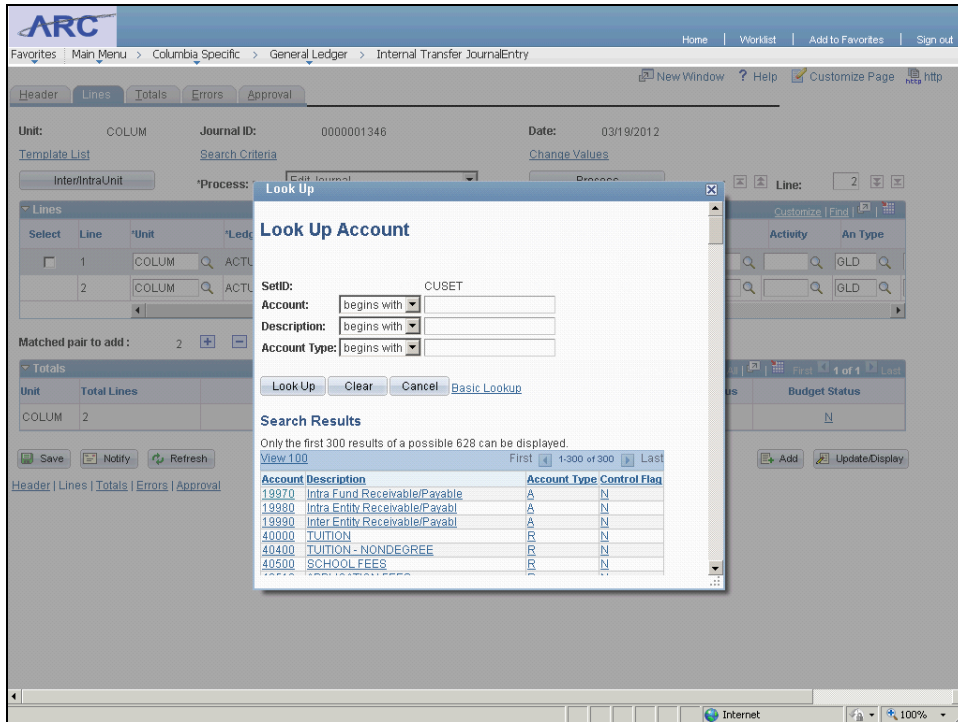 ARC
Home | Worklist | Add to Favorites | Sign out
Favorites Main Menu > Columbia Specific > General Ledger > Internal Transfer JournalEntry
New Window ? Help Customize Page http
Header Lines Totals Errors Approval
Unit: COLUM Journal ID: 0000001346 Date: 03/19/2012
Template List Search Criteria Change Values
Inter/IntraUnit *Process: Edit Journal Process Line: 2
Look Up
Lines Customize | Find |
Select Line *Unit *Ledg Activity An Type
1 COLUM ACTU GLD
2 COLUM ACTU GLD
Look Up Account
SetID: CUSET
Account: begins with
Description: begins with
Account Type: begins with
Matched pair to add : 2
Totals First 1 of 1 Last
Unit Total Lines Budget Status
COLUM 2 N
Look Up Clear Cancel Basic Lookup
Search Results
Only the first 300 results of a possible 628 can be displayed.
View 100 First 1-300 of 300 Last
Account Description Account Type Control Flag
19970 Intra Fund Receivable/Payable A N
19980 Intra Entity Receivable/Payabl A N
19990 Inter Entity Receivable/Payabl A N
40000 TUITION R N
40400 TUITION - NONDEGREE R N
40500 SCHOOL FEES R N
Save Notify Refresh Add Update/Display
Header | Lines | Totals | Errors | Approval
Internet 100%